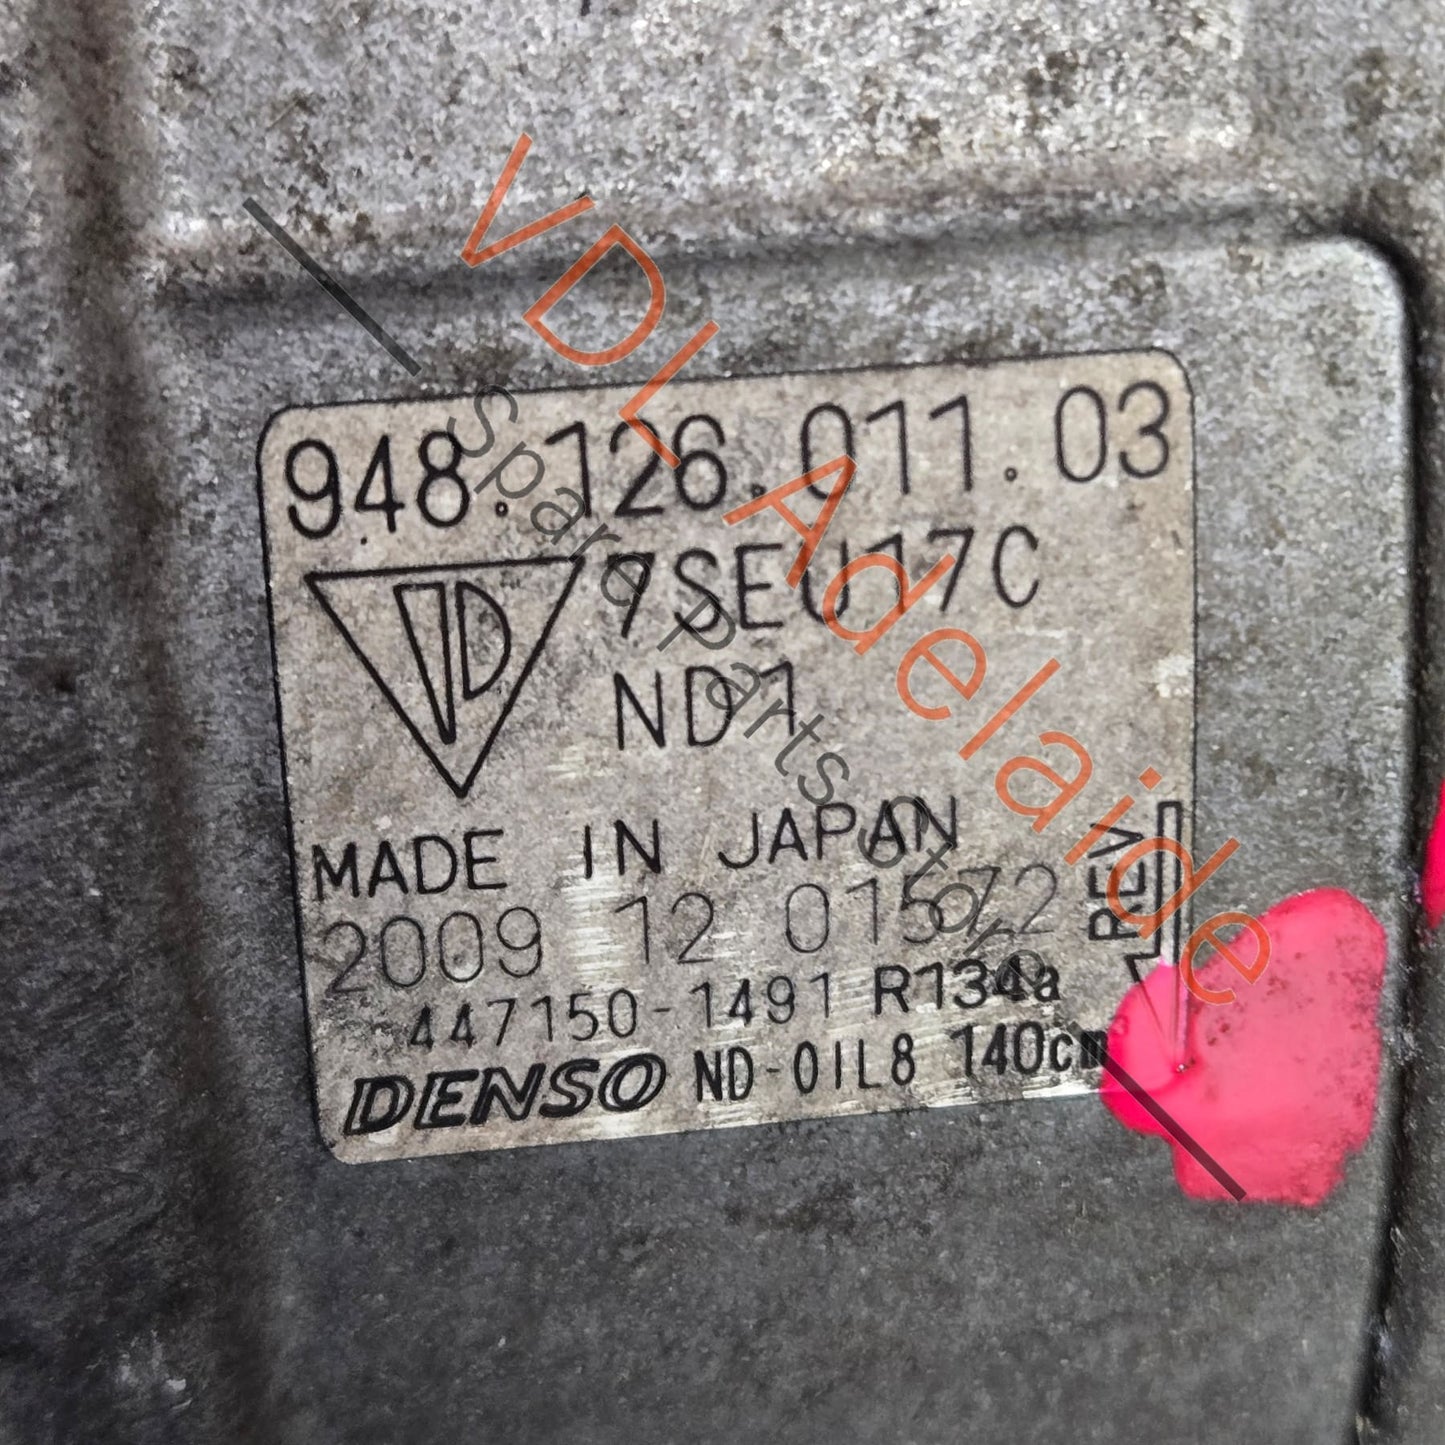 948.126.011.03
7SEU17C
ND1
MADE IN JAPAN
2009 12 01572
447150-1491 R134a
DENSO ND-OIL8 140cm
REV
VDL Adelaide
Spare Parts Store